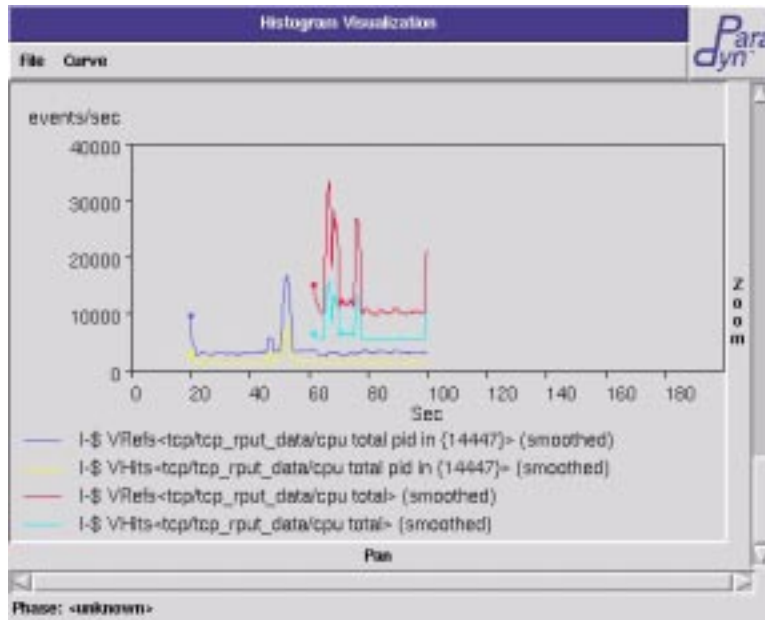 Histogram Visualization
Paradyn™
File Curve
events/sec
40000
30000
20000
10000
0
0 20 40 60 80 100 120 140 160 180
Sec
Zoom
I-$ VRefs<tcp/tcp_rput_data/cpu total pid in {14447}> (smoothed)
I-$ VHits<tcp/tcp_rput_data/cpu total pid in {14447}> (smoothed)
I-$ VRefs<tcp/tcp_rput_data/cpu total> (smoothed)
I-$ VHits<tcp/tcp_rput_data/cpu total> (smoothed)
Pan
Phase: <unknown>